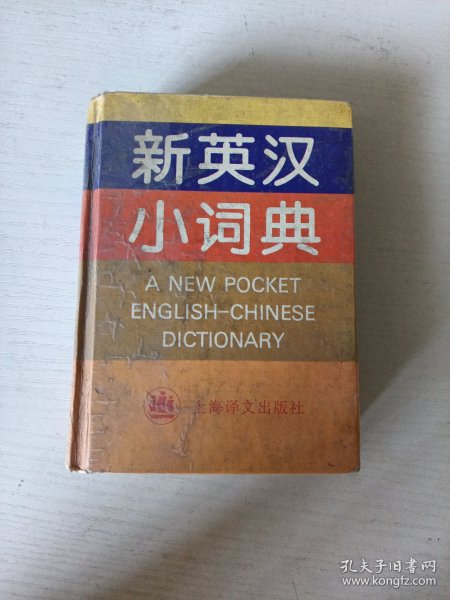 新英汉
小词典
A NEW POCKET
ENGLISH-CHINESE
DICTIONARY
上海译文出版社
孔夫子旧书网
www.kongfz.com